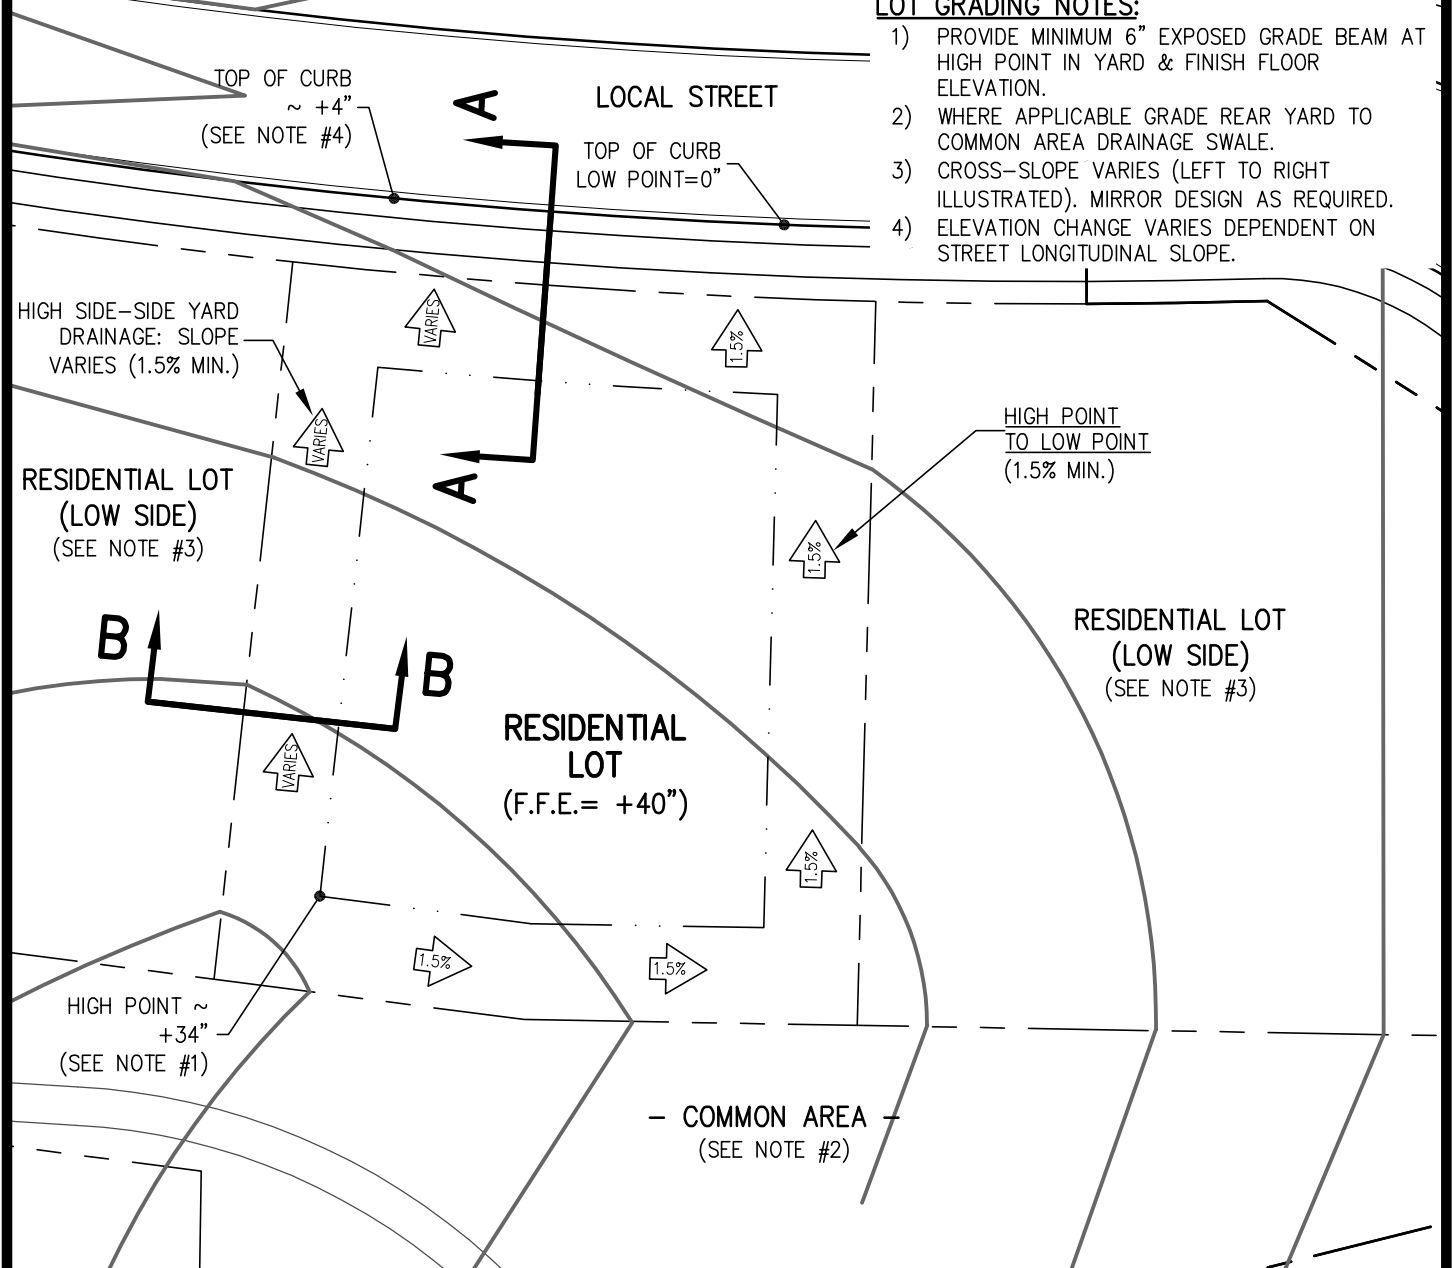 LOT GRADING NOTES:
1) PROVIDE MINIMUM 6" EXPOSED GRADE BEAM AT
HIGH POINT IN YARD & FINISH FLOOR
ELEVATION.
2) WHERE APPLICABLE GRADE REAR YARD TO
COMMON AREA DRAINAGE SWALE.
3) CROSS-SLOPE VARIES (LEFT TO RIGHT
ILLUSTRATED). MIRROR DESIGN AS REQUIRED.
4) ELEVATION CHANGE VARIES DEPENDENT ON
STREET LONGITUDINAL SLOPE.
TOP OF CURB
~ +4"
(SEE NOTE #4)
A
LOCAL STREET
TOP OF CURB
LOW POINT=0"
HIGH SIDE-SIDE YARD
DRAINAGE: SLOPE
VARIES (1.5% MIN.)
VARIES
1.5%
VARIES
HIGH POINT
TO LOW POINT
(1.5% MIN.)
A
RESIDENTIAL LOT
(LOW SIDE)
(SEE NOTE #3)
1.5%
B
B
RESIDENTIAL LOT
(LOW SIDE)
(SEE NOTE #3)
VARIES
RESIDENTIAL
LOT
(F.F.E.= +40")
1.5%
1.5%
1.5%
HIGH POINT ~
+34"
(SEE NOTE #1)
- COMMON AREA -
(SEE NOTE #2)